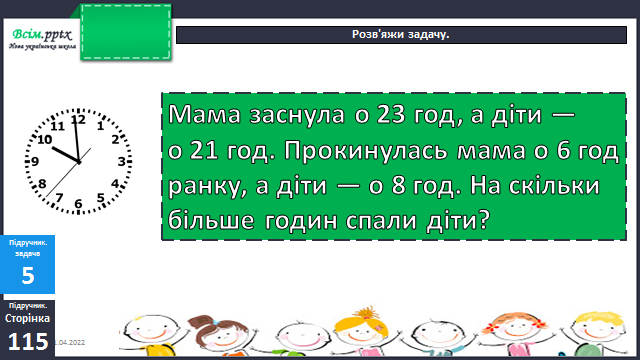 Всім.pptx
Нова українська школа
Розв'яжи задачу.
12
1
2
3
4
5
6
7
8
9
10
11
Мама заснула о 23 год, а діти —
о 21 год. Прокинулась мама о 6 год
ранку, а діти — о 8 год. На скільки
більше годин спали діти?
Підручник.
задача
5
Підручник.
Сторінка
115
.04.2022